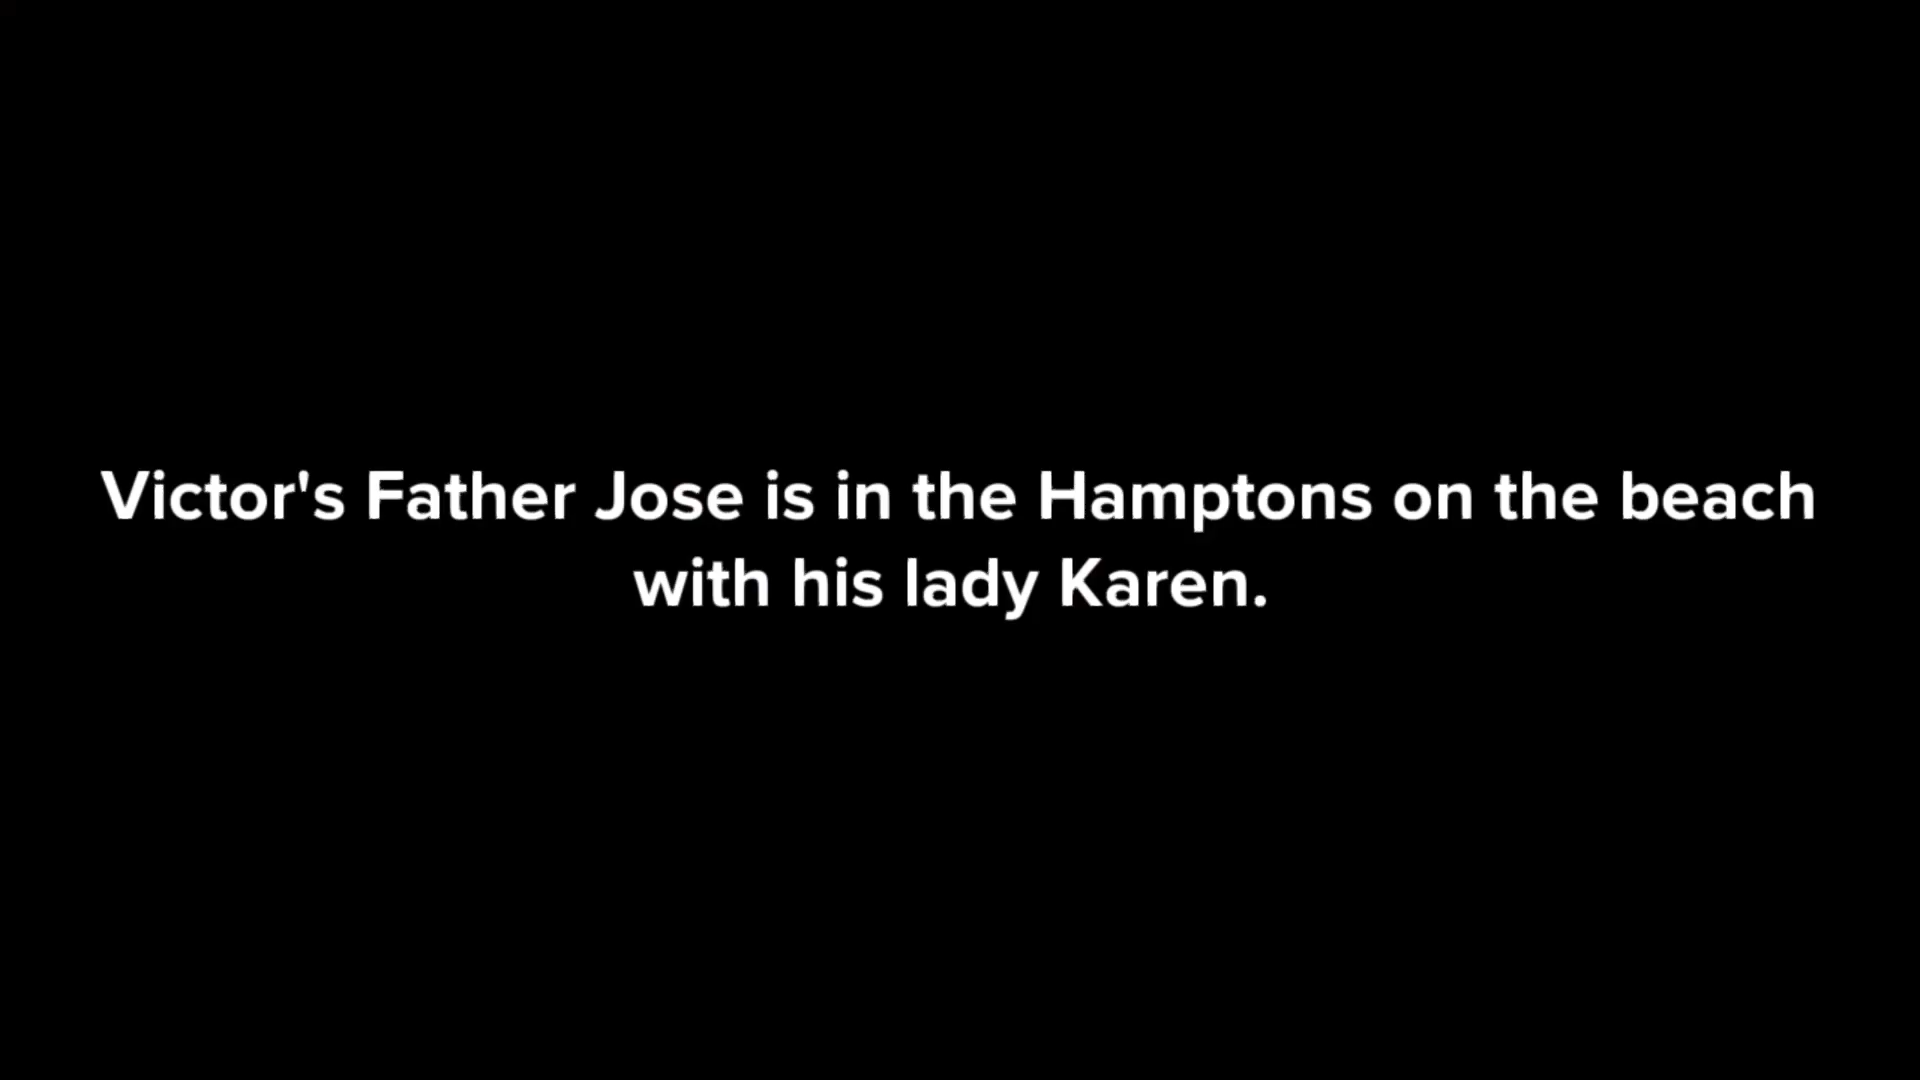 Victor's Father Jose is in the Hamptons on the beach
with his lady Karen.